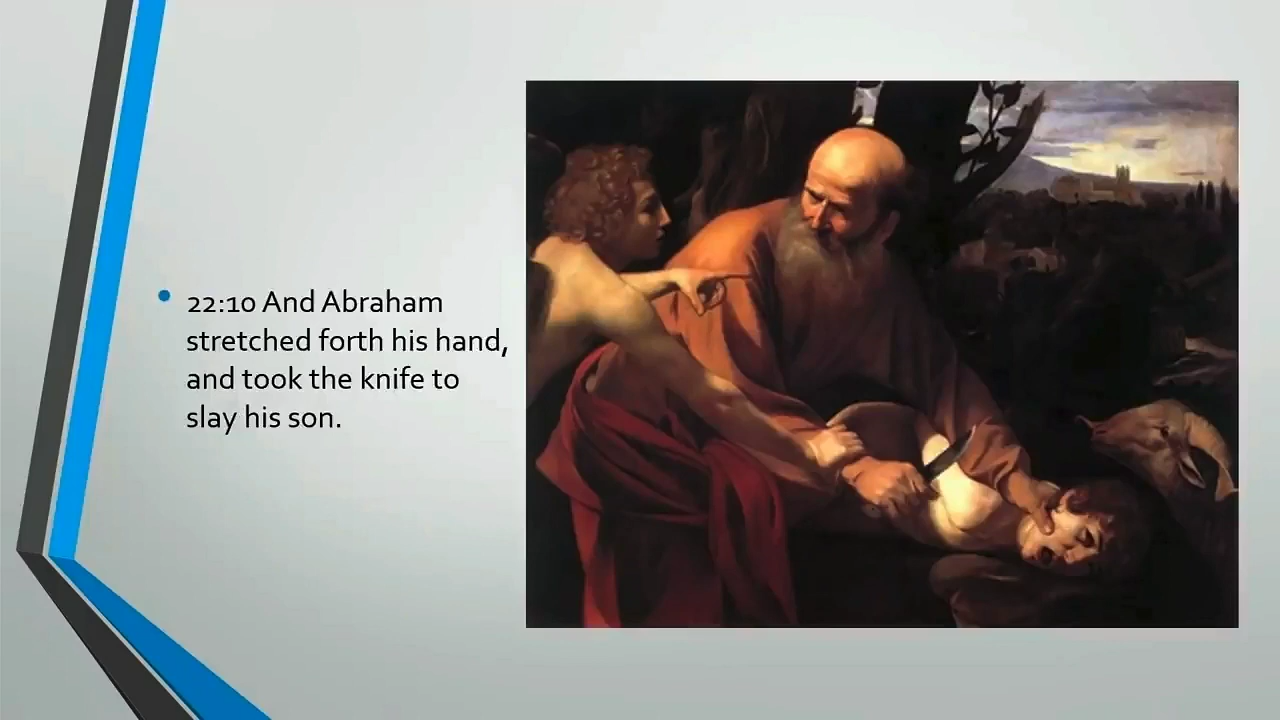 22:10 And Abraham
stretched forth his hand,
and took the knife to
slay his son.